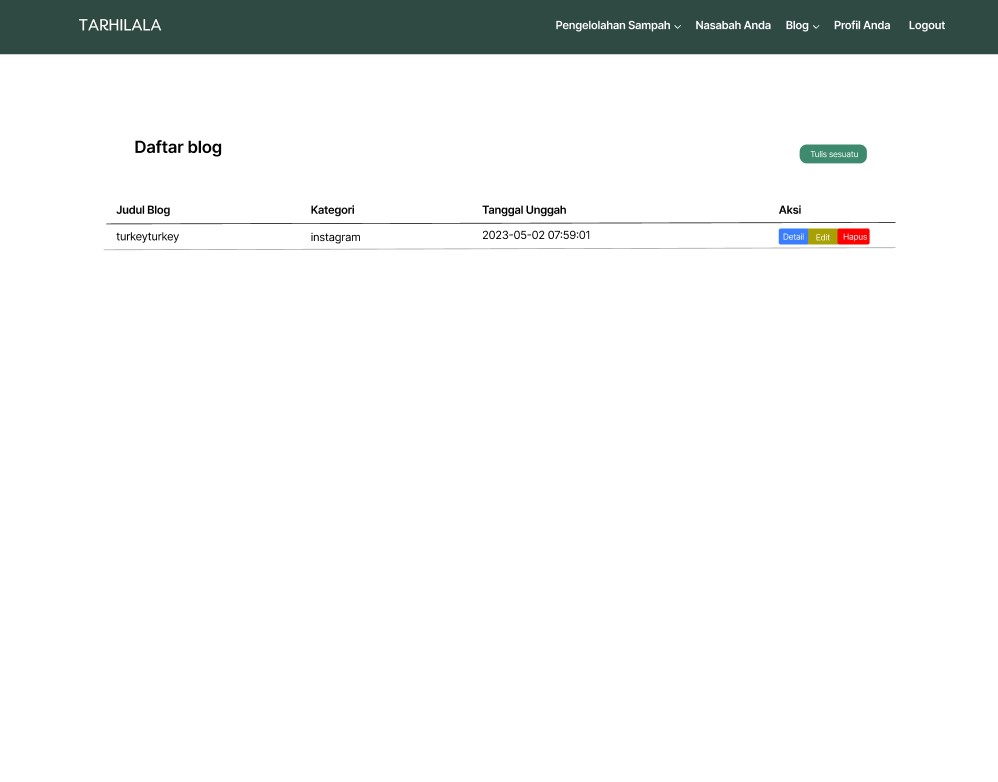 TARHILALA
Pengelolahan Sampah Nasabah Anda Blog Profil Anda Logout
Daftar blog
Tulis sesuatu
Judul Blog Kategori Tanggal Unggah Aksi
turkeyturkey instagram 2023-05-02 07:59:01 Detail Edit Hapus